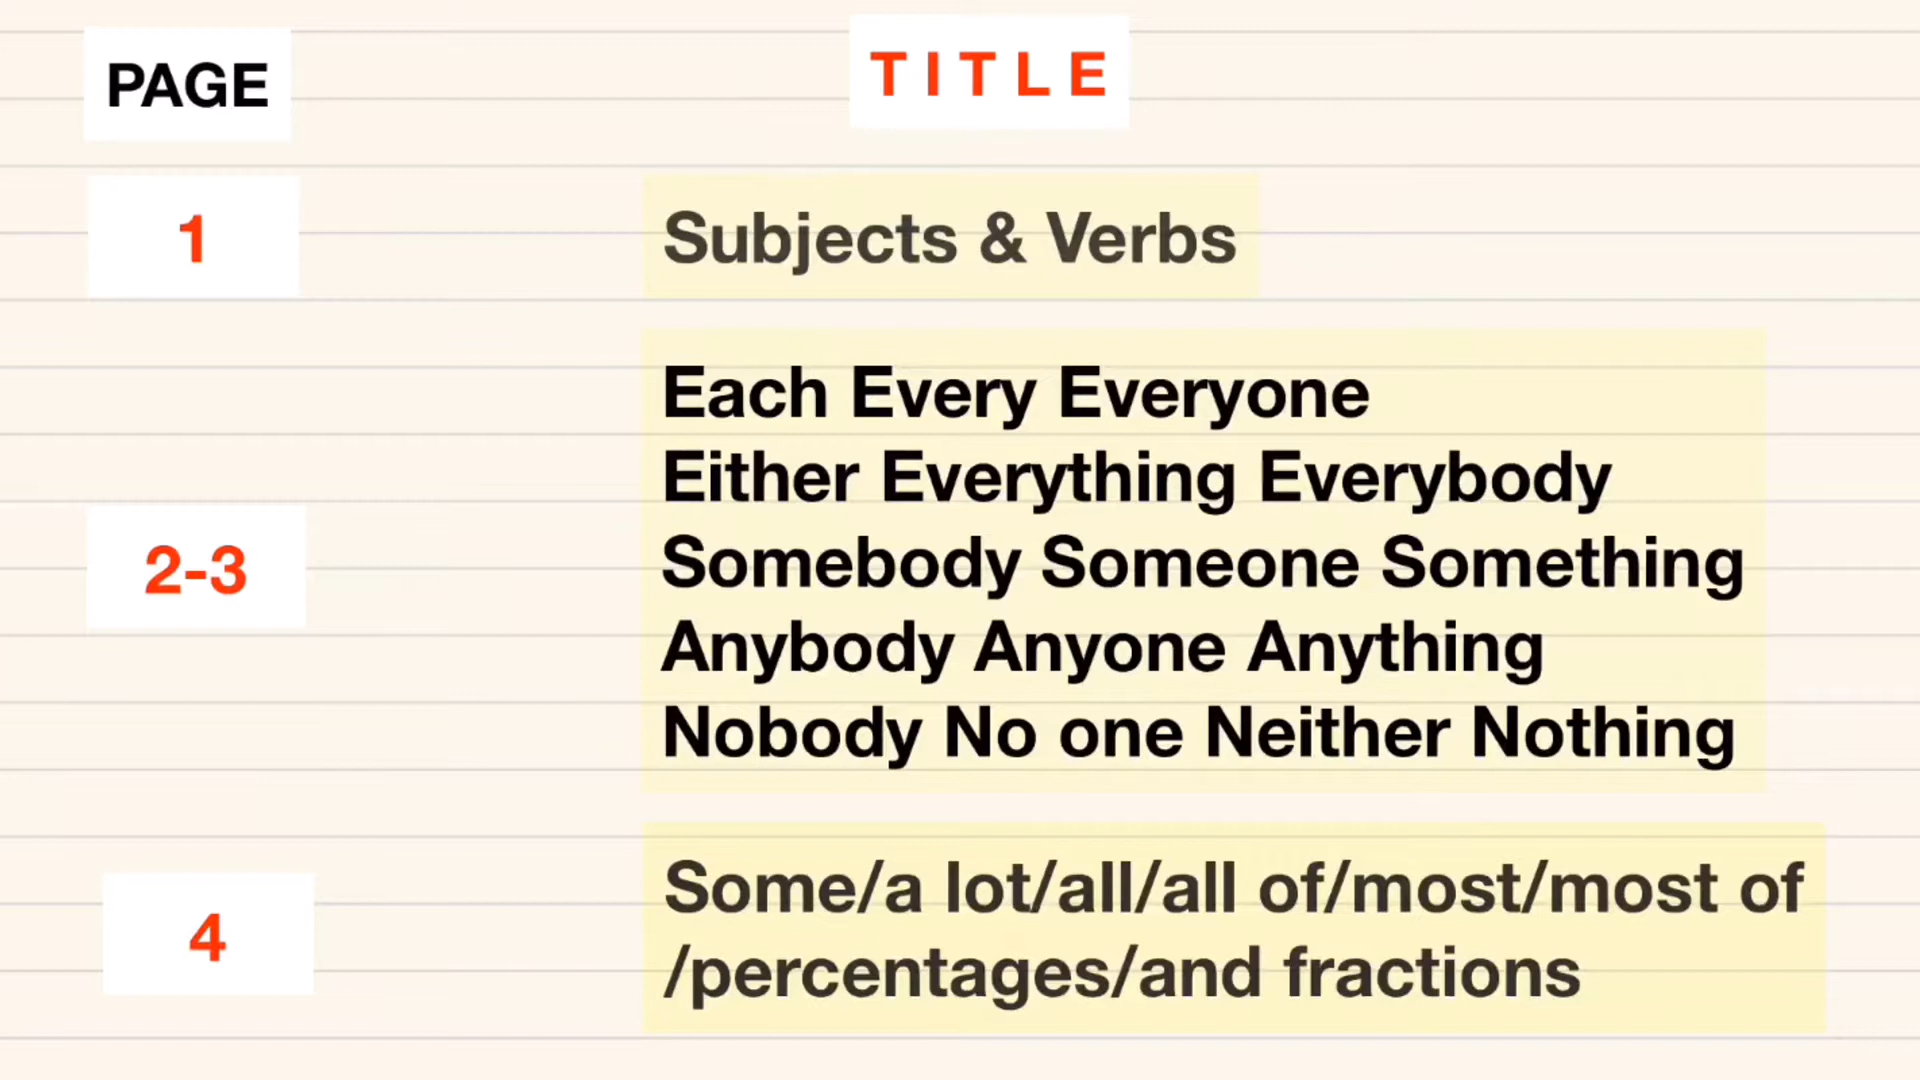 PAGE
T I T L E
1
Subjects & Verbs
2-3
Each Every Everyone
Either Everything Everybody
Somebody Someone Something
Anybody Anyone Anything
Nobody No one Neither Nothing
4
Some/a lot/all/all of/most/most of
/percentages/and fractions